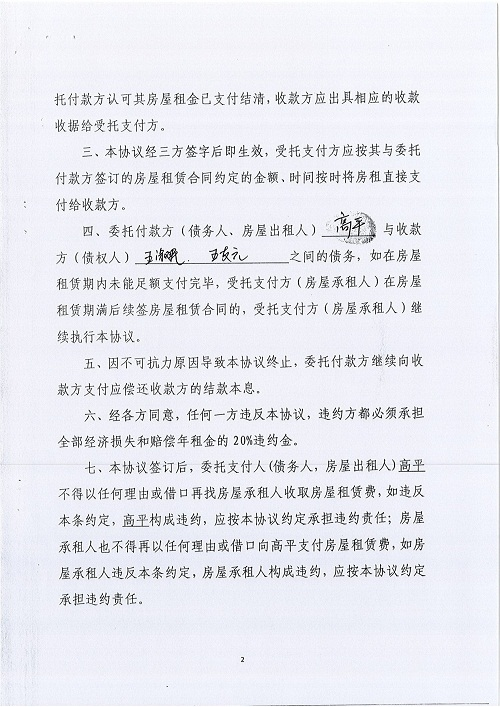 托付款方认可其房屋租金已支付结清，收款方应出具相应的收款
收据给受托支付方。
三、本协议经三方签字后即生效，受托支付方应按其与委托
付款方签订的房屋租赁合同约定的金额、时间按时将房租直接支
付给收款方。
四、委托付款方（债务人、房屋出租人）高平与收款
方（债权人）王 王友元之间的债务，如在房屋
租赁期内未能足额支付完毕，受托支付方（房屋承租人）在房屋
租赁期满后续签房屋租赁合同的，受托支付方（房屋承租人）继
续执行本协议。
五、因不可抗力原因导致本协议终止，委托付款方继续向收
款方支付应偿还收款方的结款本息。
六、经各方同意，任何一方违反本协议，违约方都必须承担
全部经济损失和赔偿年租金的20%违约金。
七、本协议签订后，委托支付人(债务人，房屋出租人)高平
不得以任何理由或借口再找房屋承租人收取房屋租赁费，如违反
本条约定，高平构成违约，应按本协议约定承担违约责任；房屋
承租人也不得再以任何理由或借口向高平支付房屋租赁费，如房
屋承租人违反本条约定，房屋承租人构成违约，应按本协议约定
承担违约责任。
2